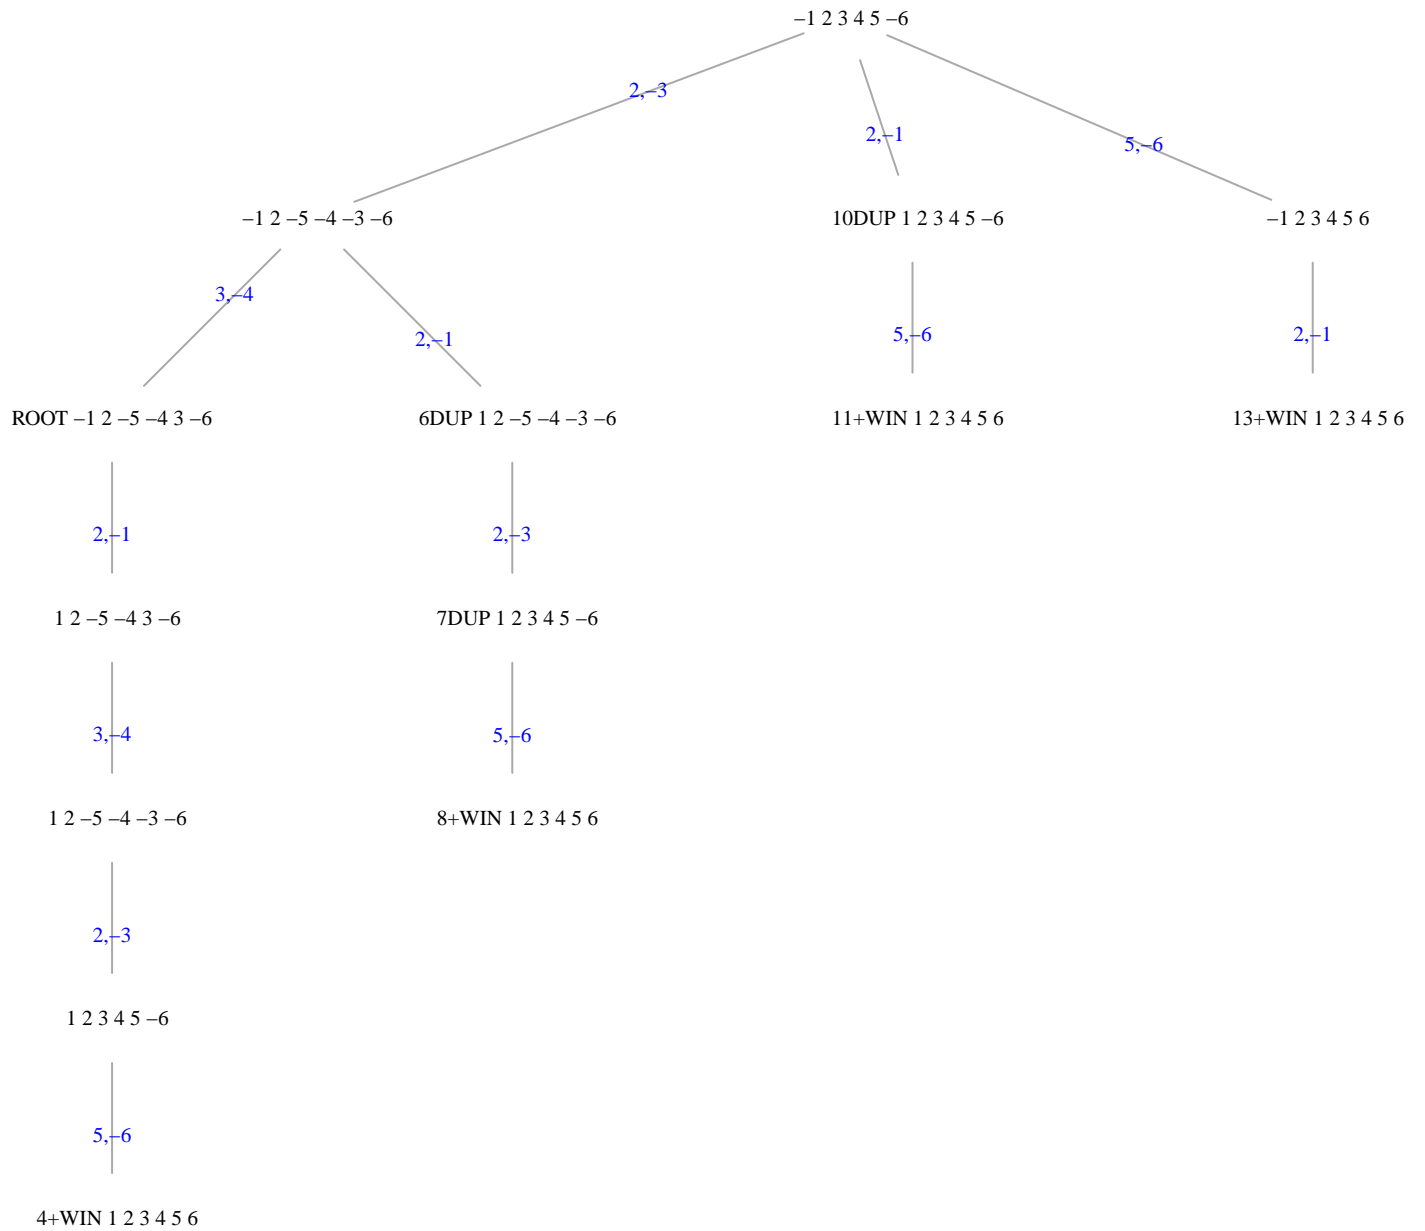 –1 2 3 4 5 –6
2,–3
2,–1
5,–6
–1 2 –5 –4 –3 –6
10DUP 1 2 3 4 5 –6
–1 2 3 4 5 6
3,–4
2,–1
5,–6
2,–1
ROOT –1 2 –5 –4 3 –6
6DUP 1 2 –5 –4 –3 –6
11+WIN 1 2 3 4 5 6
13+WIN 1 2 3 4 5 6
2,–1
2,–3
1 2 –5 –4 3 –6
7DUP 1 2 3 4 5 –6
3,–4
5,–6
1 2 –5 –4 –3 –6
8+WIN 1 2 3 4 5 6
2,–3
1 2 3 4 5 –6
5,–6
4+WIN 1 2 3 4 5 6